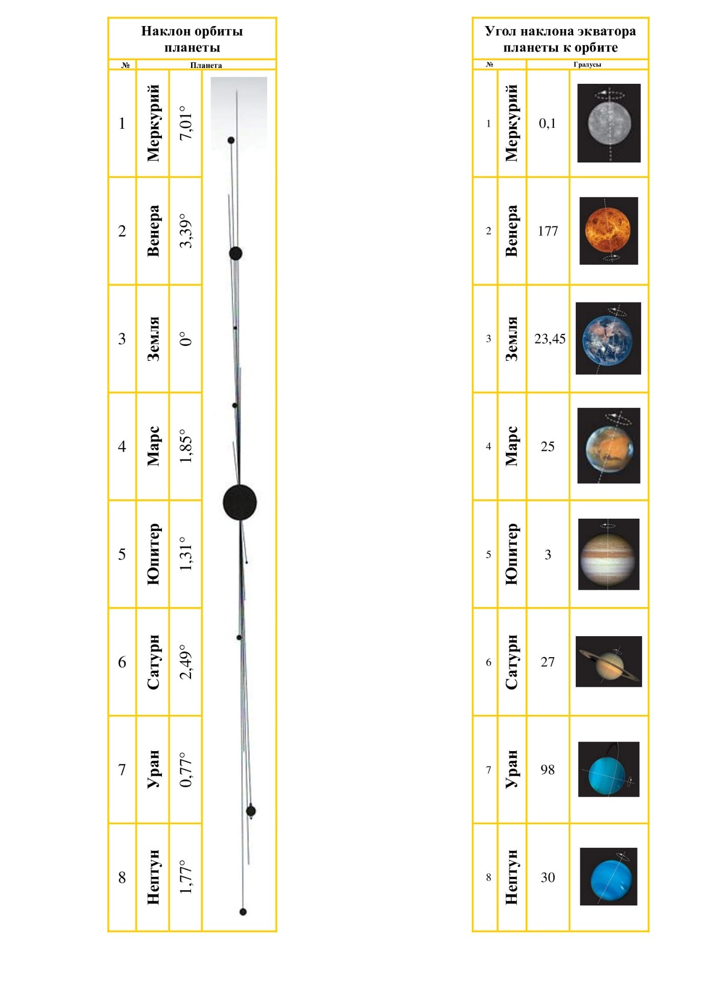 Наклон орбиты
планеты
№ Планета
1 Меркурий 7,01°
2 Венера 3,39°
3 Земля 0°
4 Марс 1,85°
5 Юпитер 1,31°
6 Сатурн 2,49°
7 Уран 0,77°
8 Нептун 1,77°
Угол наклона экватора
планеты к орбите
№ Градусы
1 Меркурий 0,1
2 Венера 177
3 Земля 23,45
4 Марс 25
5 Юпитер 3
6 Сатурн 27
7 Уран 98
8 Нептун 30